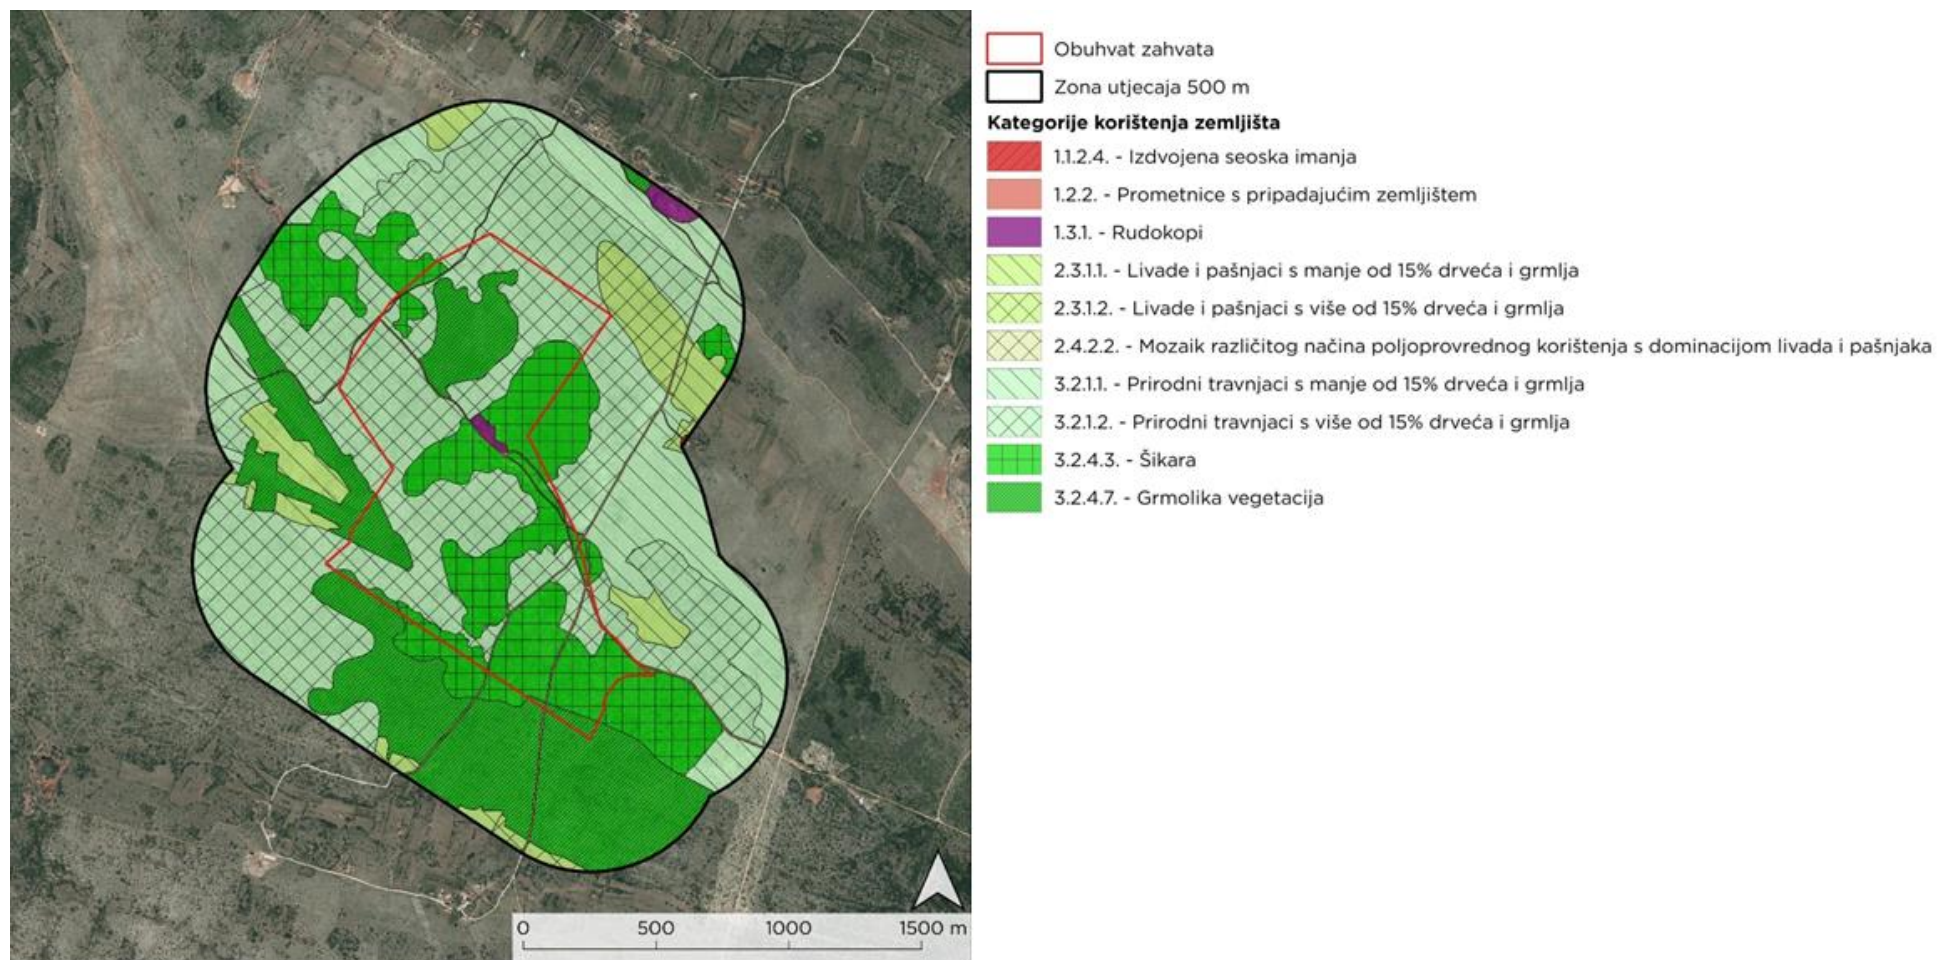 Obuhvat zahvata
Zona utjecaja 500 m
Kategorije korištenja zemljišta
1.1.2.4. - Izdvojena seoska imanja
1.2.2. - Prometnice s pripadajućim zemljištem
1.3.1. - Rudokopi
2.3.1.1. - Livade i pašnjaci s manje od 15% drveća i grmlja
2.3.1.2. - Livade i pašnjaci s više od 15% drveća i grmlja
2.4.2.2. - Mozaik različitog načina poljoprovrednog korištenja s dominacijom livada i pašnjaka
3.2.1.1. - Prirodni travnjaci s manje od 15% drveća i grmlja
3.2.1.2. - Prirodni travnjaci s više od 15% drveća i grmlja
3.2.4.3. - Šikara
3.2.4.7. - Grmolika vegetacija
0 500 1000 1500 m